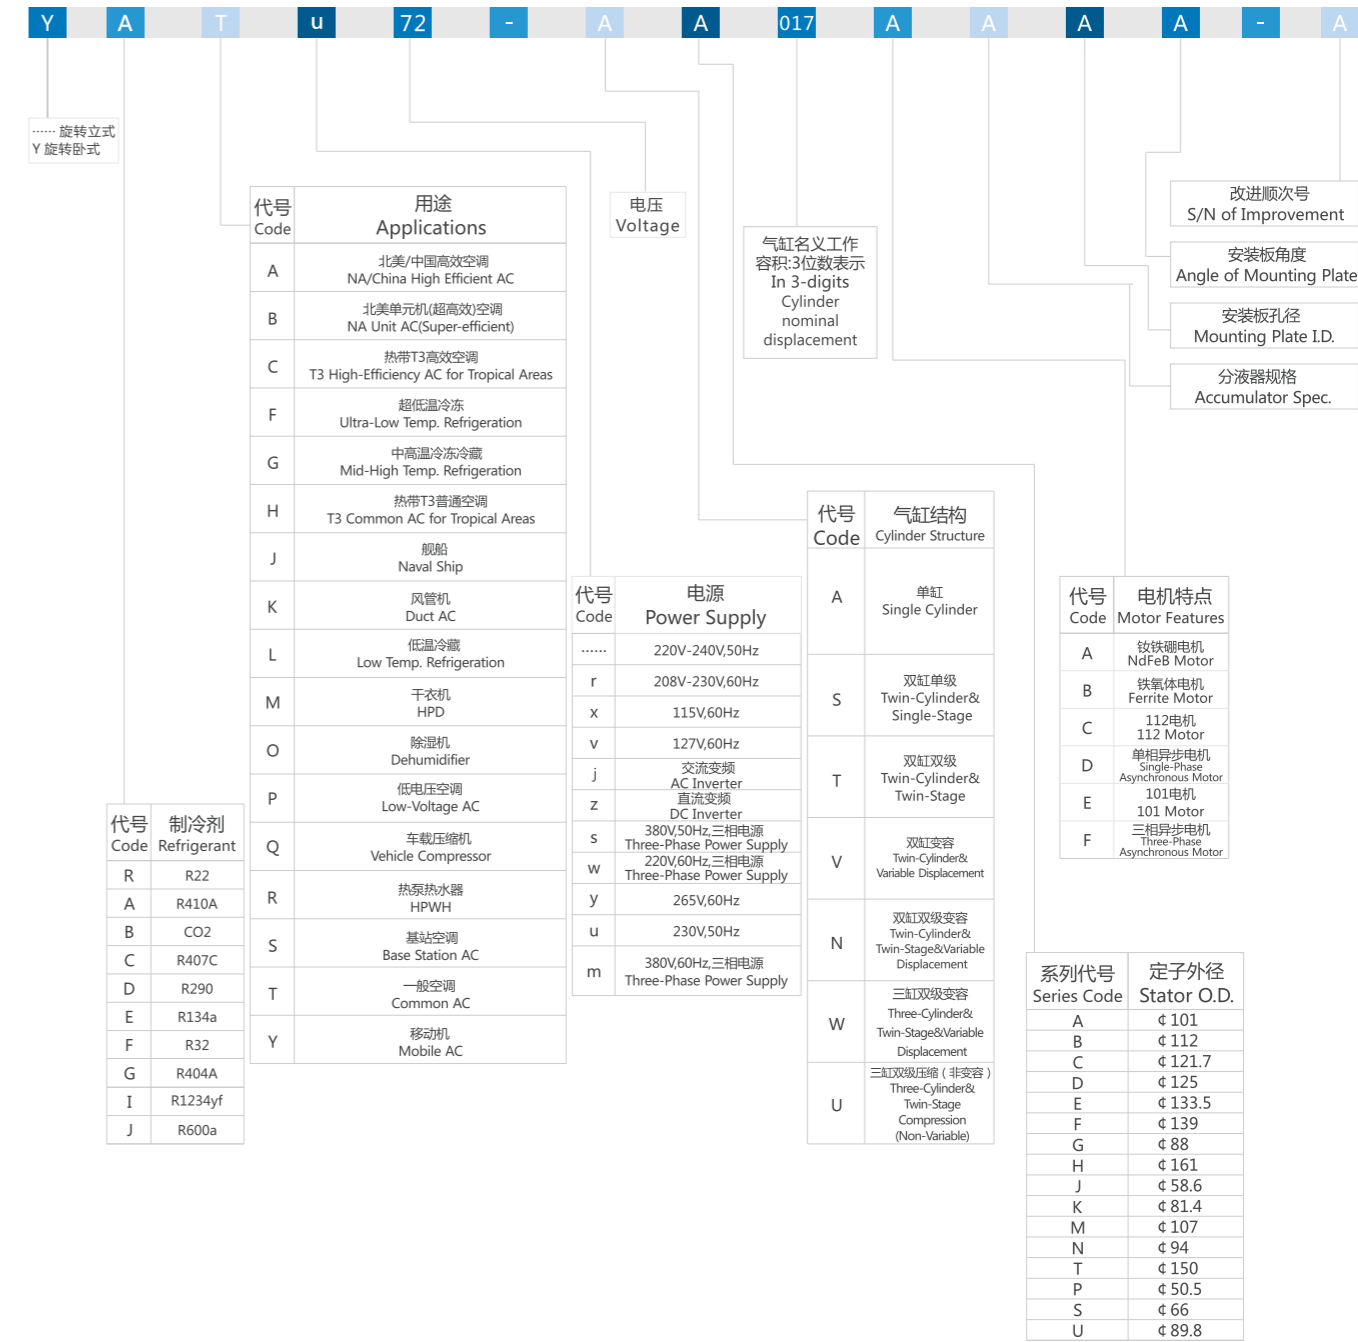 Y A T u 72 - A A 017 A A A A - A
...... 旋转立式
Y 旋转卧式
代号
Code
用途
Applications
A
北美/中国高效空调
NA/China High Efficient AC
B
北美单元机(超高效)空调
NA Unit AC(Super-efficient)
C
热带T3高效空调
T3 High-Efficiency AC for Tropical Areas
F
超低温冷冻
Ultra-Low Temp. Refrigeration
G
中高温冷冻冷藏
Mid-High Temp. Refrigeration
H
热带T3普通空调
T3 Common AC for Tropical Areas
J
舰船
Naval Ship
K
风管机
Duct AC
L
低温冷藏
Low Temp. Refrigeration
M
干衣机
HPD
O
除湿机
Dehumidifier
P
低电压空调
Low-Voltage AC
Q
车载压缩机
Vehicle Compressor
R
热泵热水器
HPWH
S
基站空调
Base Station AC
T
一般空调
Common AC
Y
移动机
Mobile AC
代号
Code
制冷剂
Refrigerant
R R22
A R410A
B CO2
C R407C
D R290
E R134a
F R32
G R404A
I R1234yf
J R600a
电压
Voltage
代号
Code
电源
Power Supply
...... 220V-240V,50Hz
r 208V-230V,60Hz
x 115V,60Hz
v 127V,60Hz
j
交流变频
AC Inverter
z
直流变频
DC Inverter
s
380V,50Hz,三相电源
Three-Phase Power Supply
w
220V,60Hz,三相电源
Three-Phase Power Supply
y 265V,60Hz
u 230V,50Hz
m
380V,60Hz,三相电源
Three-Phase Power Supply
气缸名义工作
容积:3位数表示
In 3-digits
Cylinder
nominal
displacement
代号
Code
气缸结构
Cylinder Structure
A
单缸
Single Cylinder
S
双缸单级
Twin-Cylinder&
Single-Stage
T
双缸双级
Twin-Cylinder&
Twin-Stage
V
双缸变容
Twin-Cylinder&
Variable Displacement
N
双缸双级变容
Twin-Cylinder&
Twin-Stage&Variable
Displacement
W
三缸双级变容
Three-Cylinder&
Twin-Stage&Variable
Displacement
U
三缸双级压缩（非变容）
Three-Cylinder&
Twin-Stage
Compression
(Non-Variable)
改进顺次号
S/N of Improvement
安装板角度
Angle of Mounting Plate
安装板孔径
Mounting Plate I.D.
分液器规格
Accumulator Spec.
代号
Code
电机特点
Motor Features
A
钕铁硼电机
NdFeB Motor
B
铁氧体电机
Ferrite Motor
C
112电机
112 Motor
D
单相异步电机
Single-Phase
Asynchronous Motor
E
101电机
101 Motor
F
三相异步电机
Three-Phase
Asynchronous Motor
系列代号
Series Code
定子外径
Stator O.D.
A ¢101
B ¢112
C ¢121.7
D ¢125
E ¢133.5
F ¢139
G ¢88
H ¢161
J ¢58.6
K ¢81.4
M ¢107
N ¢94
T ¢150
P ¢50.5
S ¢66
U ¢89.8